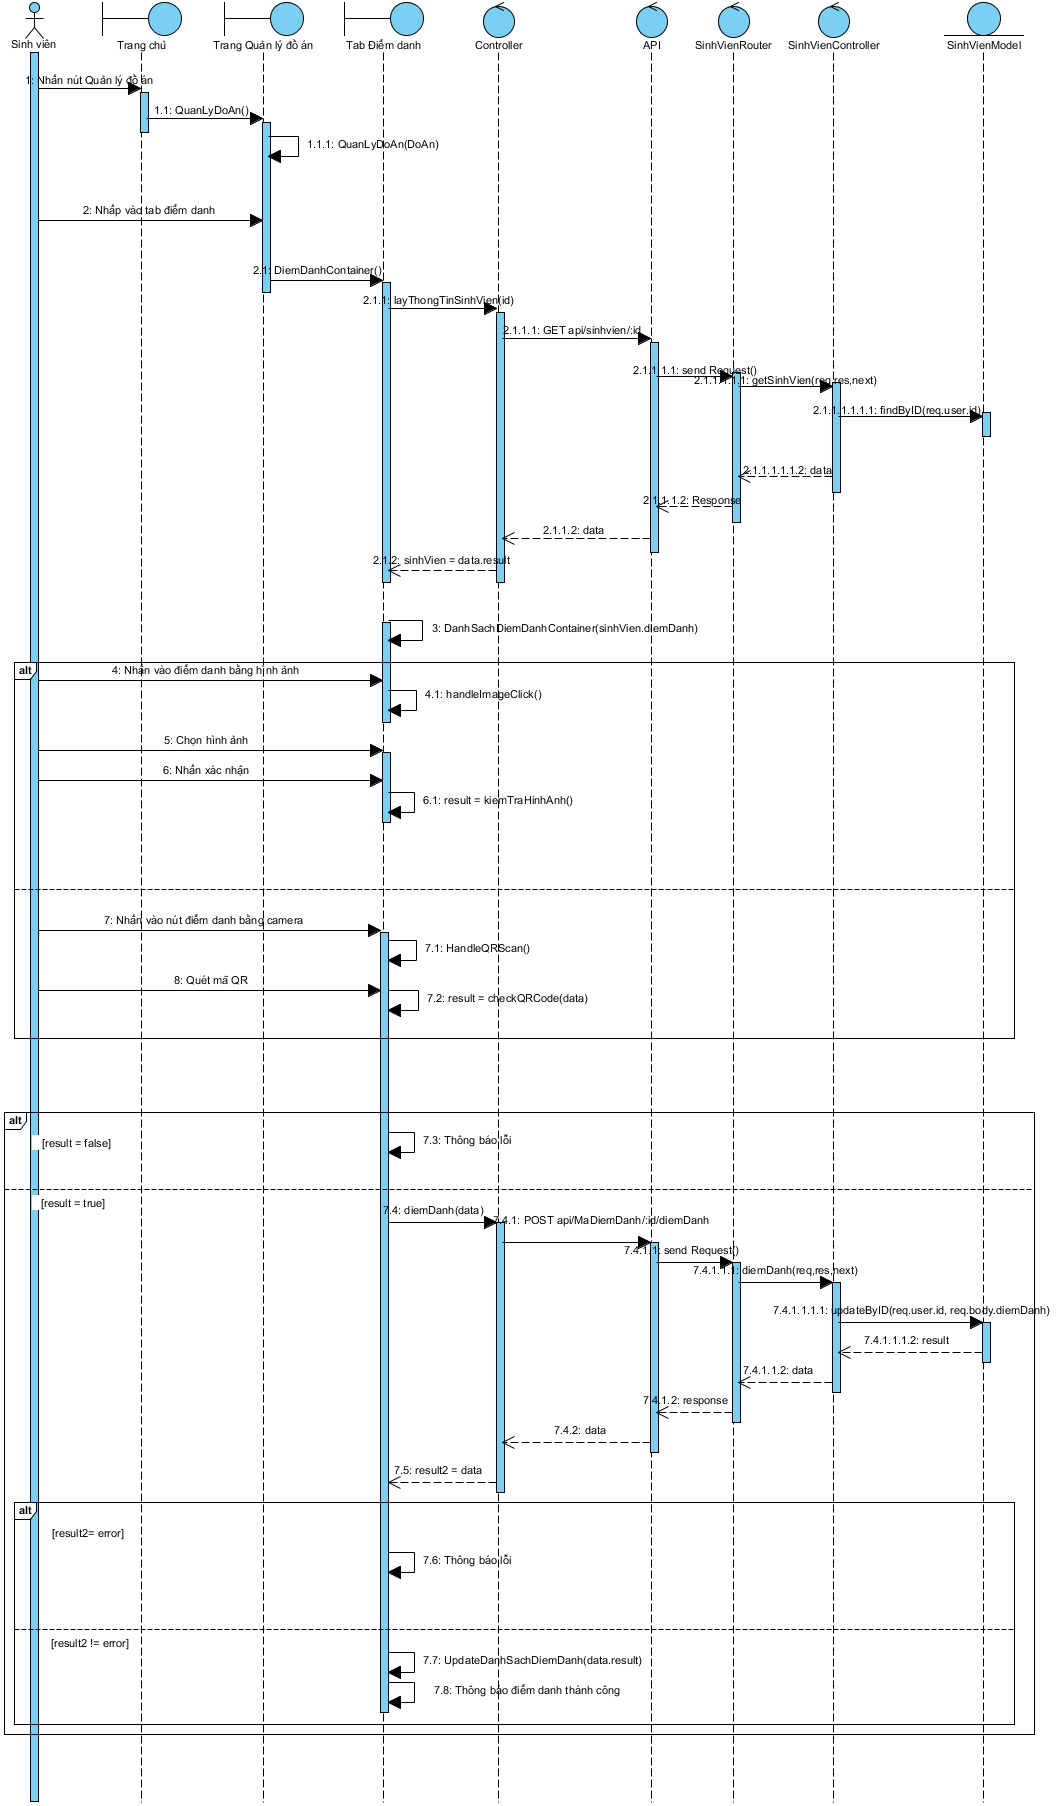 Sinh viên
Trang chủ
Trang Quản lý đồ án
Tab Điểm danh
Controller
API
SinhVienRouter
SinhVienController
SinhVienModel
1: Nhấn nút Quản lý đồ án
1.1: QuanLyDoAn()
1.1.1: QuanLyDoAn(DoAn)
2: Nhấp vào tab điểm danh
2.1: DiemDanhContainer()
2.1.1: layThongTinSinhVien(id)
2.1.1.1: GET api/sinhvien/:id
2.1.1.1.1: send Request()
2.1.1.1.1.1: getSinhVien(req,res,next)
2.1.1.1.1.1.1: findByID(req.user.id)
2.1.1.1.1.1.2: data
2.1.1.1.2: Response
2.1.1.2: data
2.1.2: sinhVien = data.result
3: DanhSachDiemDanhContainer(sinhVien.diemDanh)
alt
4: Nhấn vào điểm danh bằng hình ảnh
4.1: handleImageClick()
5: Chọn hình ảnh
6: Nhấn xác nhận
6.1: result = kiemTraHinhAnh()
7: Nhấn vào nút điểm danh bằng camera
7.1: HandleQRScan()
8: Quét mã QR
7.2: result = checkQRCode(data)
alt
[result = false]
7.3: Thông báo lỗi
[result = true]
7.4: diemDanh(data)
7.4.1: POST api/MaDiemDanh/:id/diemDanh
7.4.1.1: send Request()
7.4.1.1.1: diemDanh(req,res,next)
7.4.1.1.1.1: updateByID(req.user.id, req.body.diemDanh)
7.4.1.1.1.2: result
7.4.1.1.2: data
7.4.1.2: response
7.4.2: data
7.5: result2 = data
alt
[result2= error]
7.6: Thông báo lỗi
[result2 != error]
7.7: UpdateDanhSachDiemDanh(data.result)
7.8: Thông báo điểm danh thành công